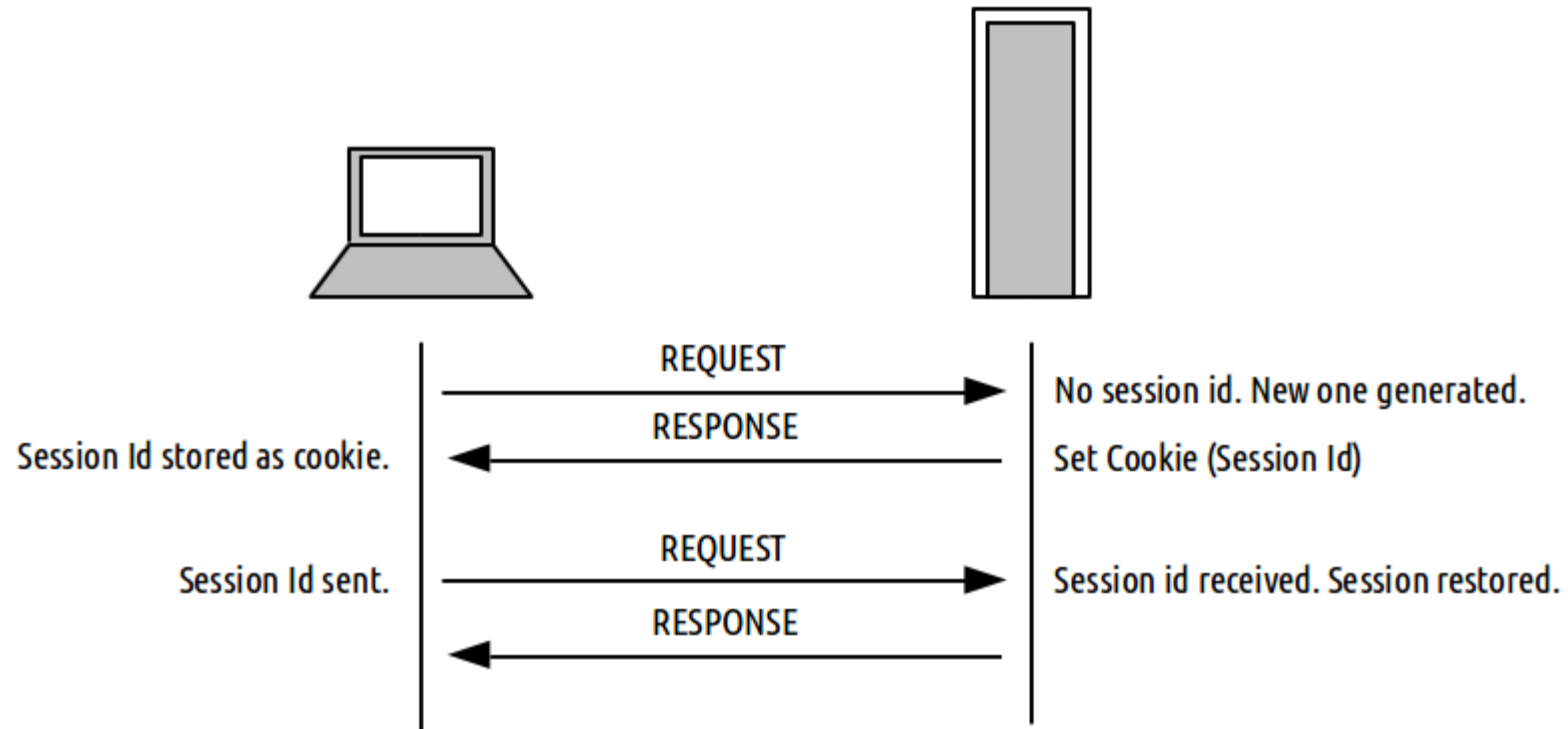 REQUEST
No session id. New one generated.
RESPONSE
Session Id stored as cookie.
Set Cookie (Session Id)
REQUEST
Session Id sent.
Session id received. Session restored.
RESPONSE